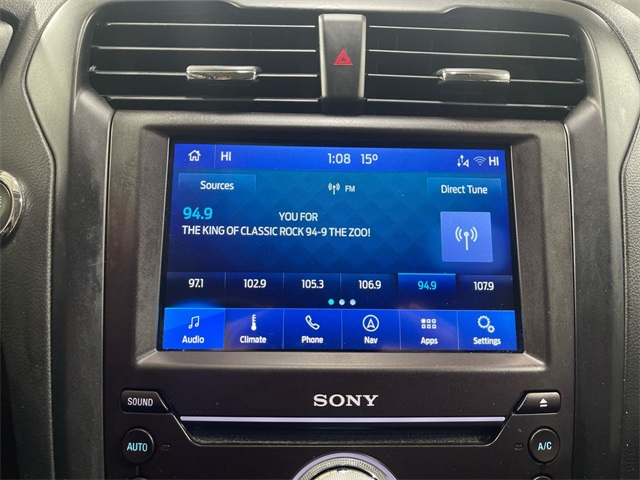 HI 1:08 15° HI
Sources FM Direct Tune
94.9 YOU FOR
THE KING OF CLASSIC ROCK 94-9 THE ZOO!
97.1 102.9 105.3 106.9 94.9 107.9
Audio Climate Phone Nav Apps Settings
SOUND SONY
AUTO A/C